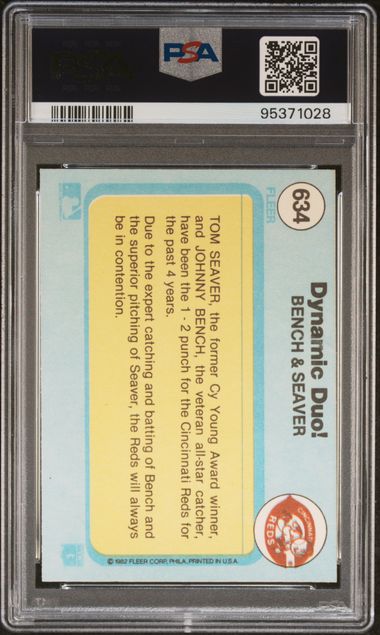 PSA
95371028
634
FLEER
Dynamic Duo!
BENCH & SEAVER
CINCINNATI
REDS
TOM SEAVER, the former Cy Young Award winner,
and JOHNNY BENCH, the veteran all-star catcher,
have been the 1 - 2 punch for the Cincinnati Reds for
the past 4 years.
Due to the expert catching and batting of Bench and
the superior pitching of Seaver, the Reds will always
be in contention.
© 1982 FLEER CORP. PHILA. PRINTED IN U.S.A.